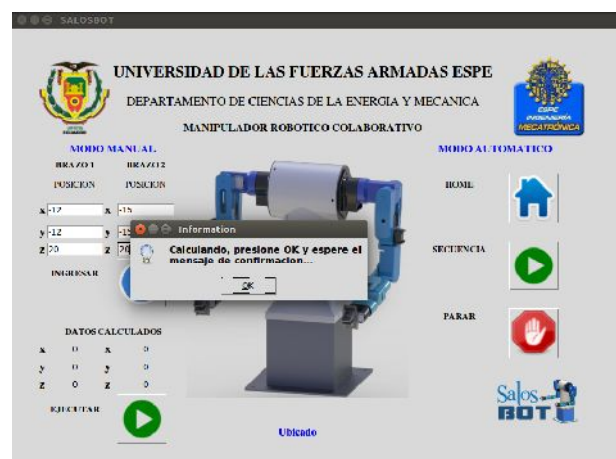 SALOSBOT
UNIVERSIDAD DE LAS FUERZAS ARMADAS ESPE
DEPARTAMENTO DE CIENCIAS DE LA ENERGIA Y MECANICA
MANIPULADOR ROBOTICO COLABORATIVO
MODO MANUAL
MODO AUTOMATICO
BRAZO 1 BRAZO 2
POSICION POSICION
x -12 x -15
y -12 y
z 20 z
INGRESAR
Information
Calculando, presione OK y espere el
mensaje de confirmacion...
OK
HOME
SECUENCIA
PARAR
DATOS CALCULADOS
x 0 x 0
y 0 y 0
z 0 z 0
EJECUTAR
Ubicado
ESPE
INGENIERÍA
MECATRÓNICA
Salos
BOT